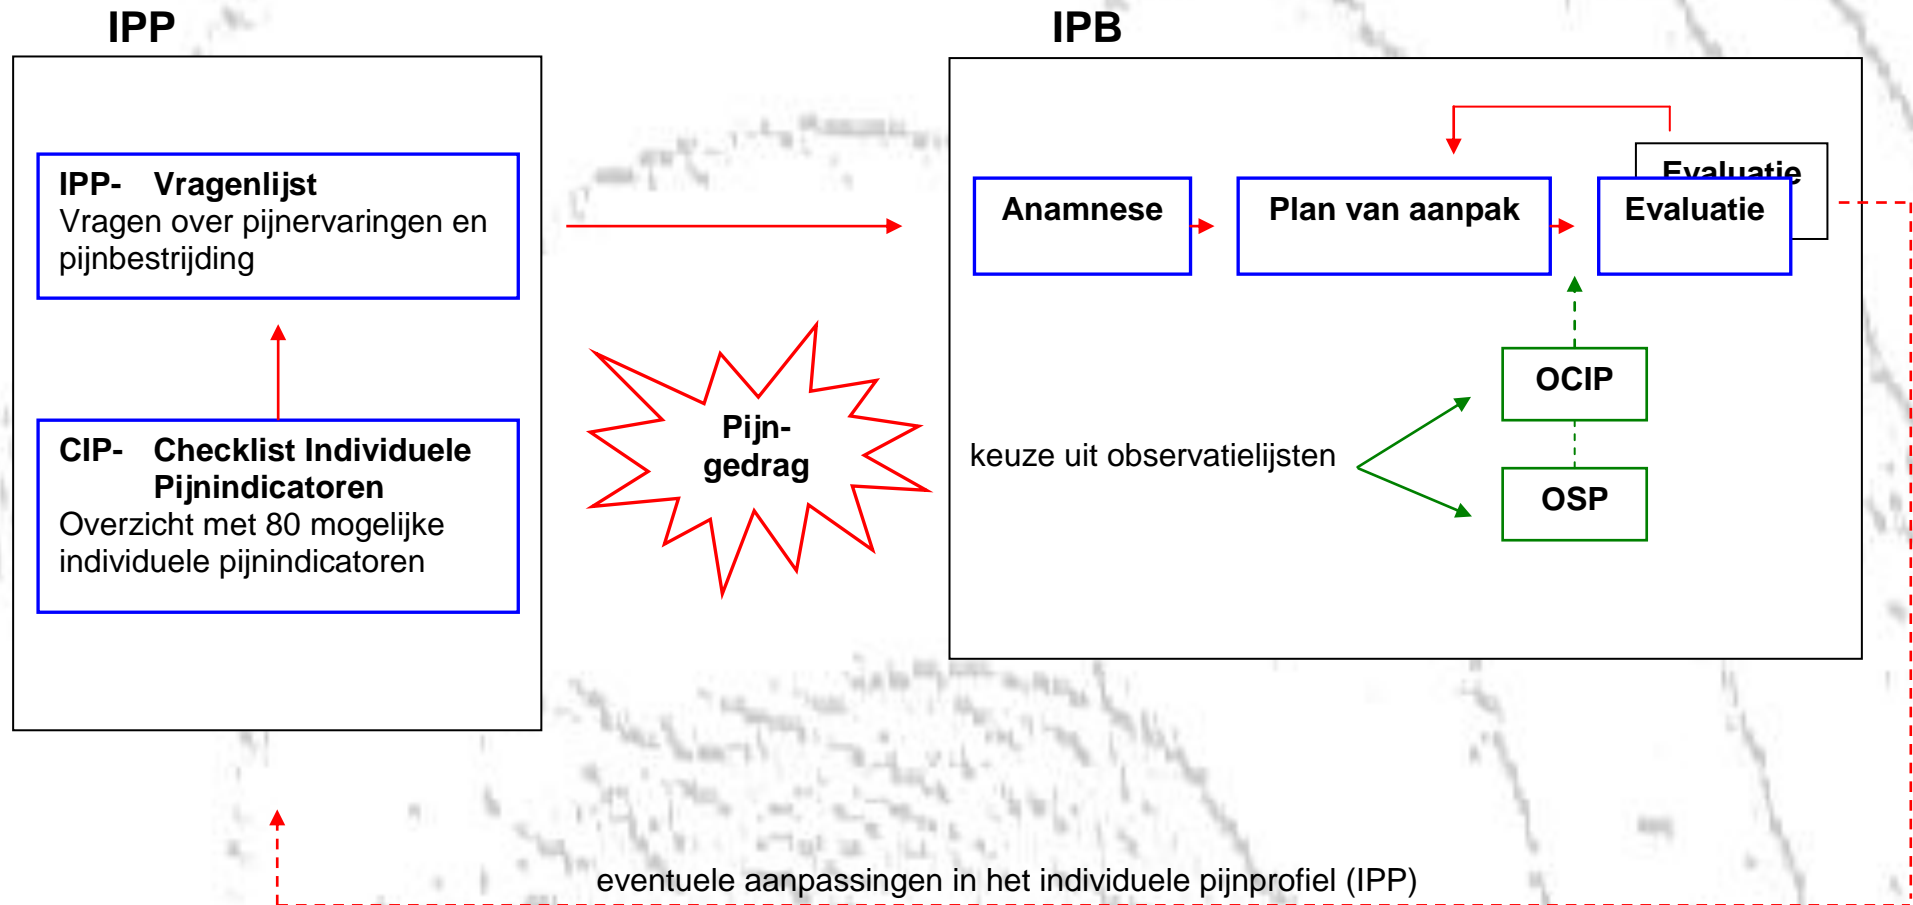 IPP
IPB
IPP- Vragenlijst
Vragen over pijnervaringen en
pijnbestrijding
CIP- Checklist Individuele
Pijnindicatoren
Overzicht met 80 mogelijke
individuele pijnindicatoren
Pijn-
gedrag
Anamnese
Plan van aanpak
Evaluatie
Evaluatie
OCIP
keuze uit observatielijsten
OSP
eventuele aanpassingen in het individuele pijnprofiel (IPP)